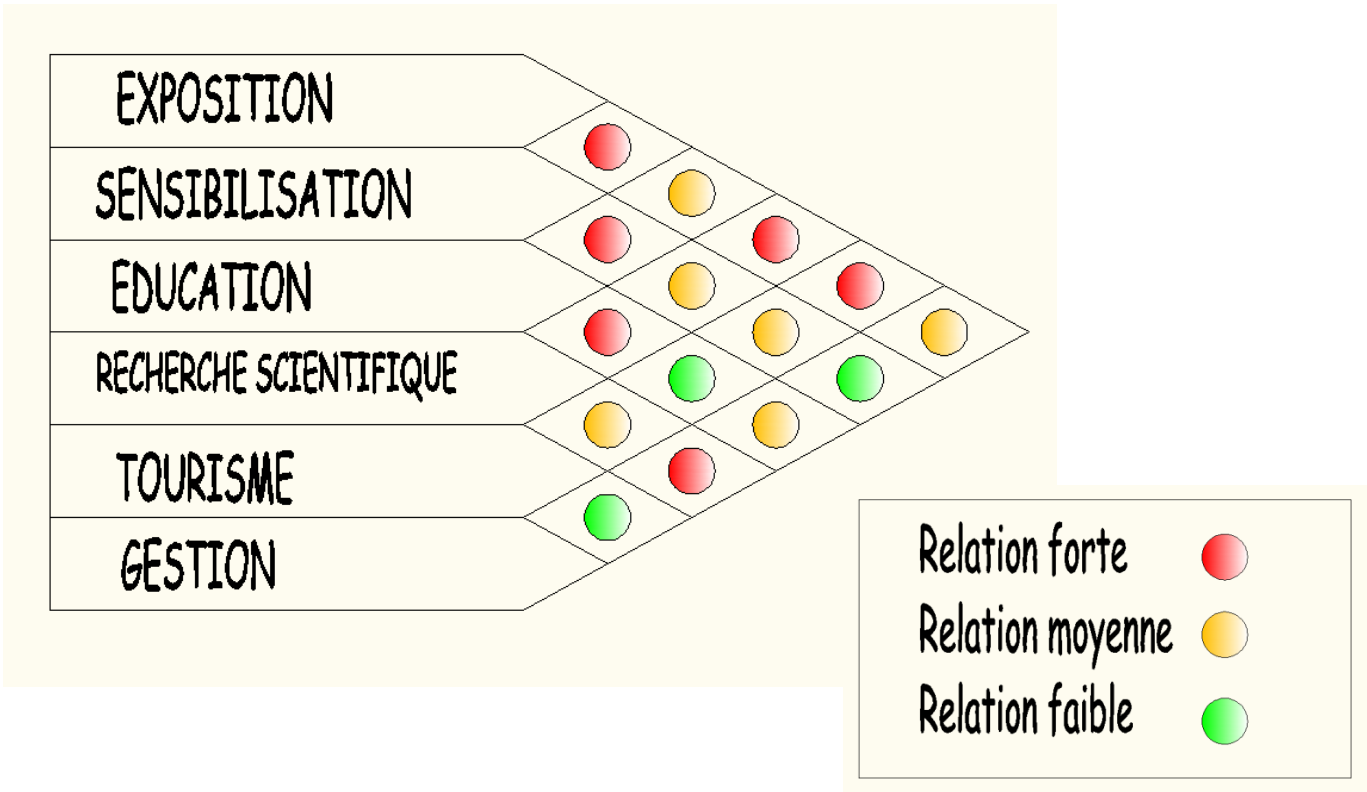 EXPOSITION
SENSIBILISATION
EDUCATION
RECHERCHE SCIENTIFIQUE
TOURISME
GESTION
Relation forte
Relation moyenne
Relation faible